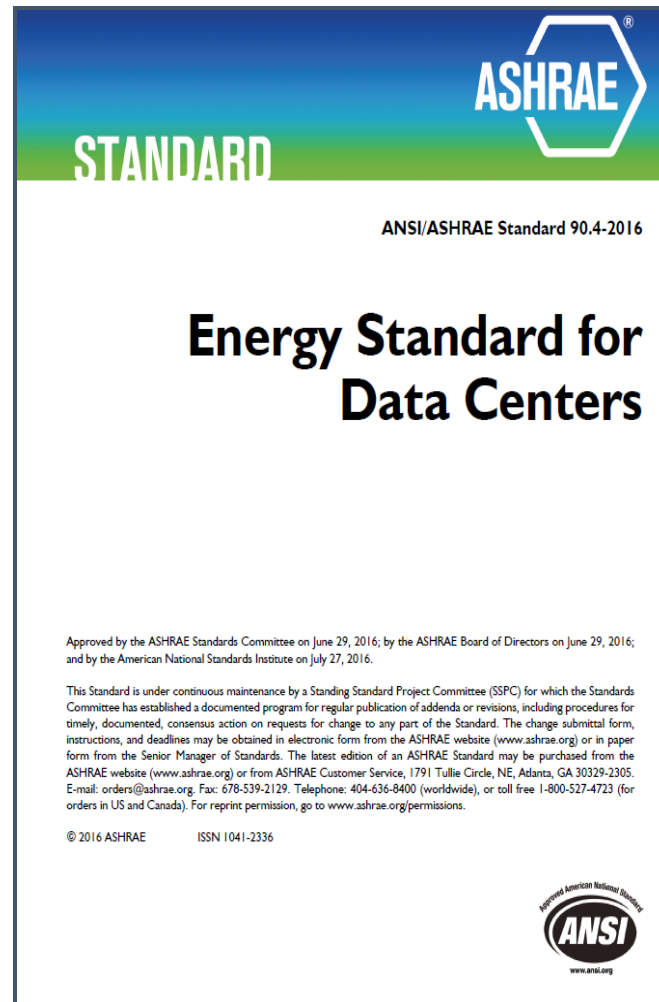 ASHRAE®
STANDARD
ANSI/ASHRAE Standard 90.4-2016
Energy Standard for
Data Centers
Approved by the ASHRAE Standards Committee on June 29, 2016; by the ASHRAE Board of Directors on June 29, 2016;
and by the American National Standards Institute on July 27, 2016.
This Standard is under continuous maintenance by a Standing Standard Project Committee (SSPC) for which the Standards
Committee has established a documented program for regular publication of addenda or revisions, including procedures for
timely, documented, consensus action on requests for change to any part of the Standard. The change submittal form,
instructions, and deadlines may be obtained in electronic form from the ASHRAE website (www.ashrae.org) or in paper
form from the Senior Manager of Standards. The latest edition of an ASHRAE Standard may be purchased from the
ASHRAE website (www.ashrae.org) or from ASHRAE Customer Service, 1791 Tullie Circle, NE, Atlanta, GA 30329-2305.
E-mail: orders@ashrae.org. Fax: 678-539-2129. Telephone: 404-636-8400 (worldwide), or toll free 1-800-527-4723 (for
orders in US and Canada). For reprint permission, go to www.ashrae.org/permissions.
© 2016 ASHRAE ISSN 1041-2336
Approved American National Standard
ANSI
www.ansi.org